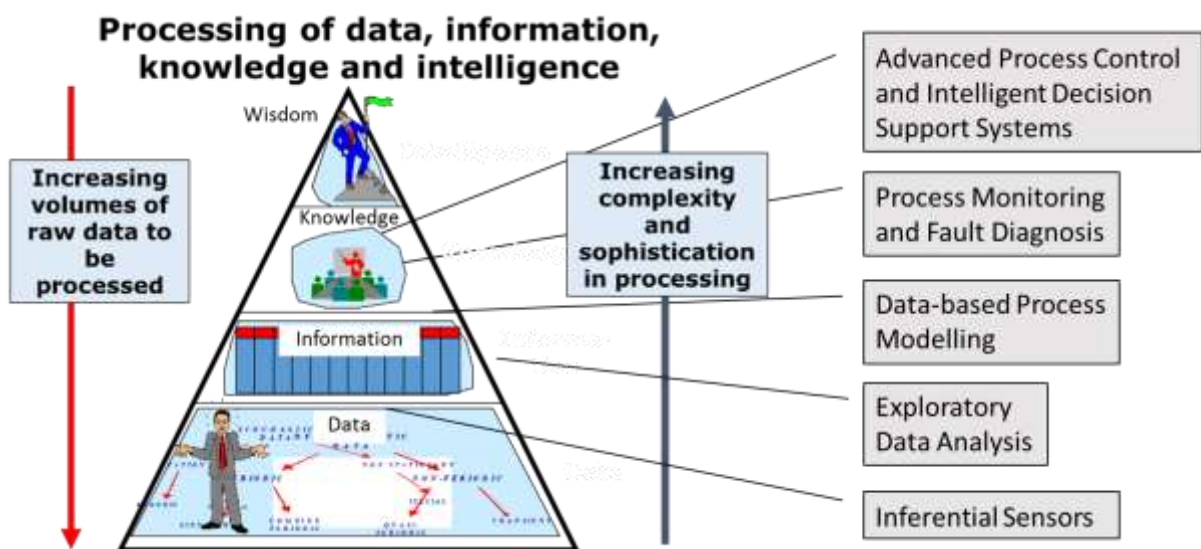 Processing of data, information,
knowledge and intelligence
Wisdom
Knowledge
Information
Data
Increasing
volumes of
raw data to
be
processed
Increasing
complexity
and
sophistication
in processing
Advanced Process Control
and Intelligent Decision
Support Systems
Process Monitoring
and Fault Diagnosis
Data-based Process
Modelling
Exploratory
Data Analysis
Inferential Sensors